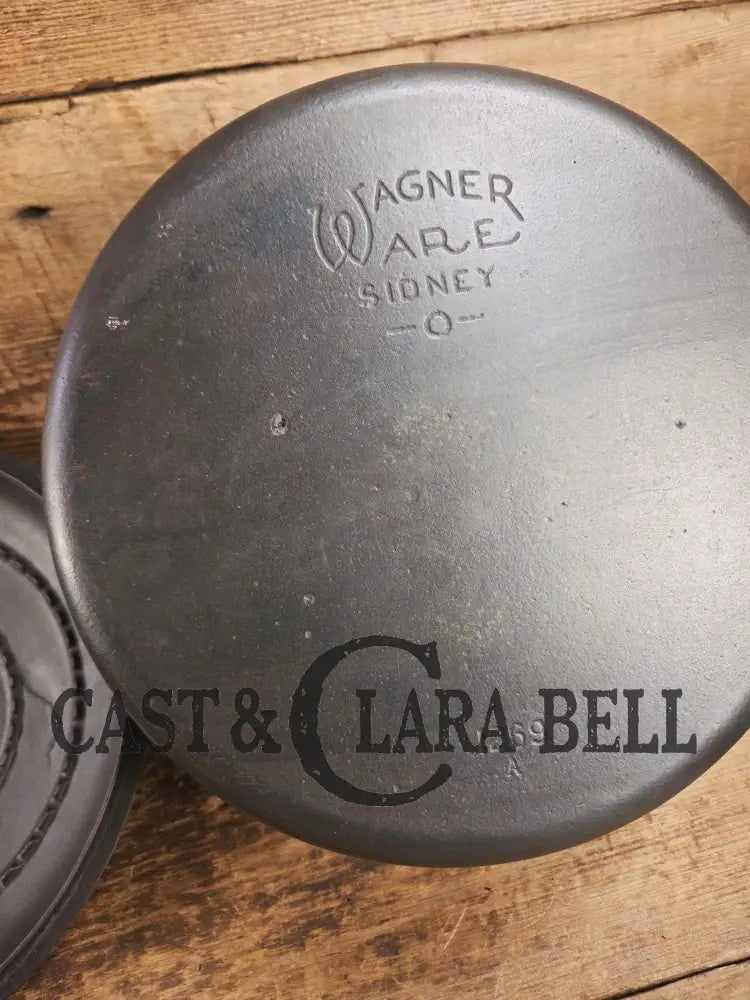 WAGNER
WARE
SIDNEY
-O-
CAST & CLARA BELL
A